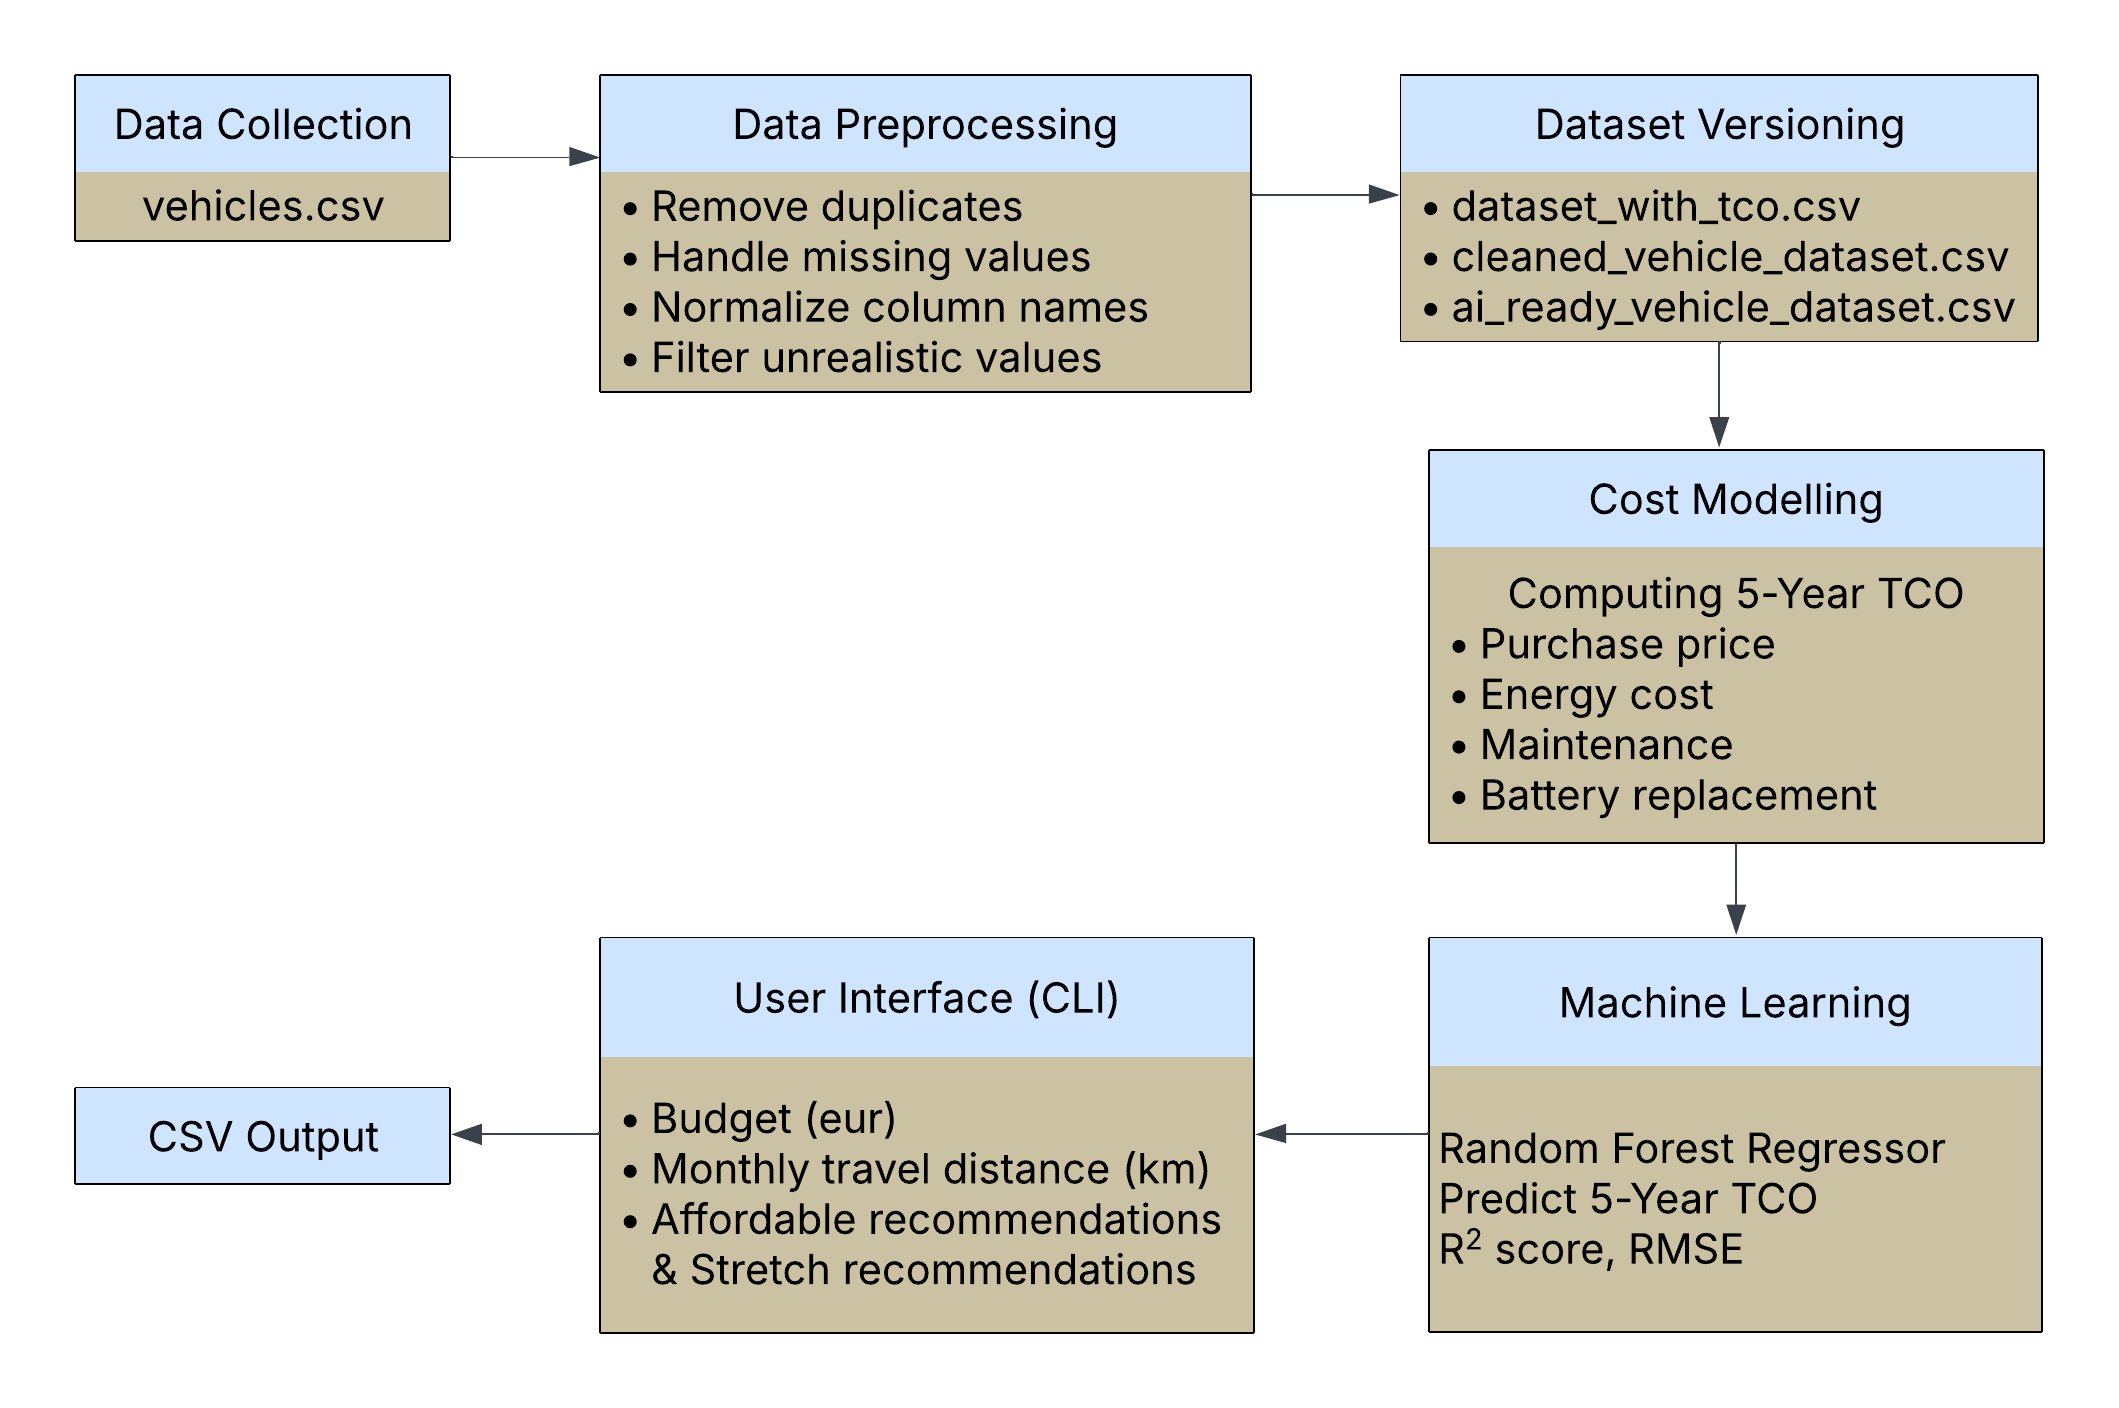 Data Collection
vehicles.csv
Data Preprocessing
• Remove duplicates
• Handle missing values
• Normalize column names
• Filter unrealistic values
Dataset Versioning
• dataset_with_tco.csv
• cleaned_vehicle_dataset.csv
• ai_ready_vehicle_dataset.csv
Cost Modelling
Computing 5-Year TCO
• Purchase price
• Energy cost
• Maintenance
• Battery replacement
Machine Learning
Random Forest Regressor
Predict 5-Year TCO
R² score, RMSE
User Interface (CLI)
• Budget (eur)
• Monthly travel distance (km)
• Affordable recommendations
& Stretch recommendations
CSV Output